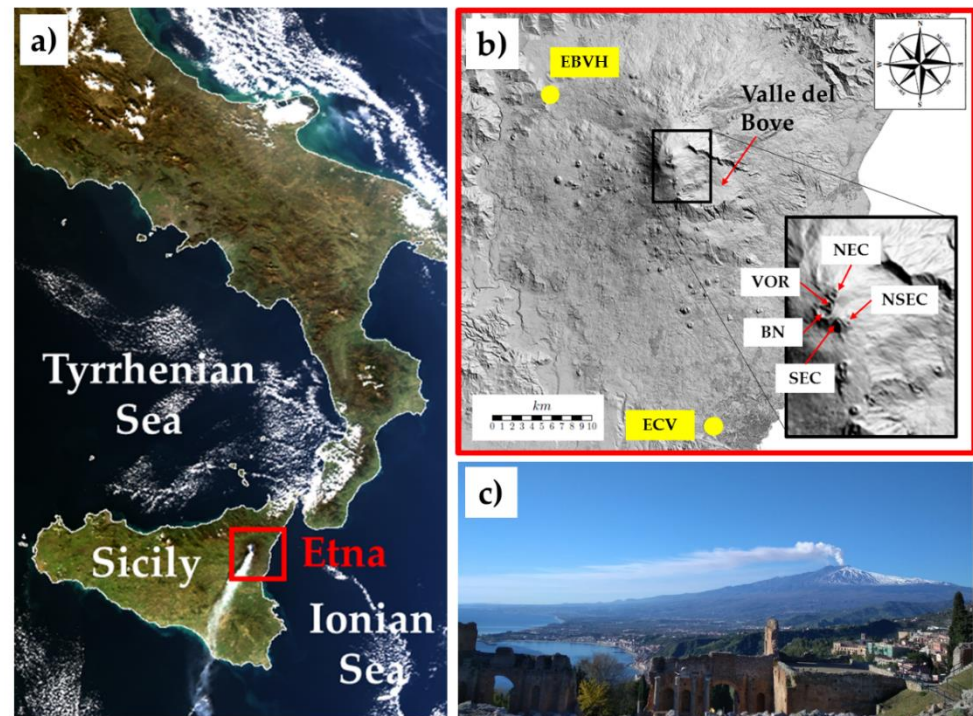 a)
Tyrrhenian
Sea
Sicily
Etna
Ionian
Sea
b)
EBVH
N
W
E
S
Valle del
Bove
NEC
VOR
NSEC
BN
SEC
km
0 1 2 3 4 5 6 7 8 9 10
ECV
c)